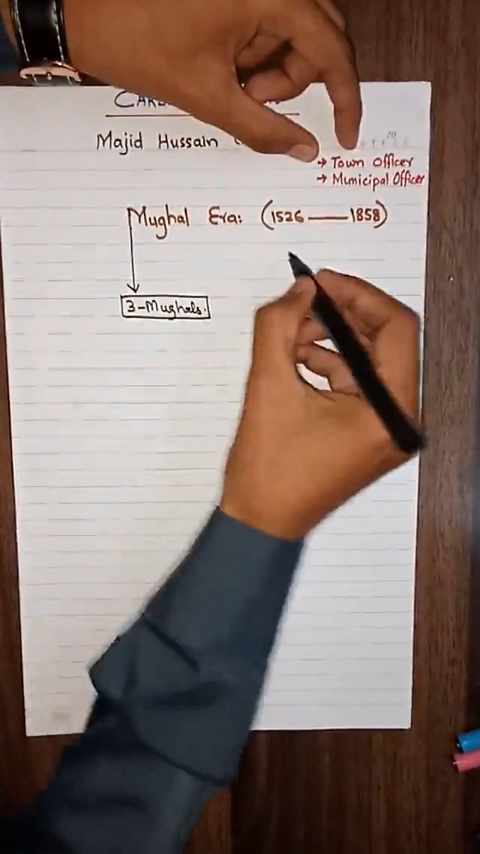 Majid Hussain
→ Town Officer
→ Municipal Officer
Mughal Era: (1526 — 1858)
3-Mughals.